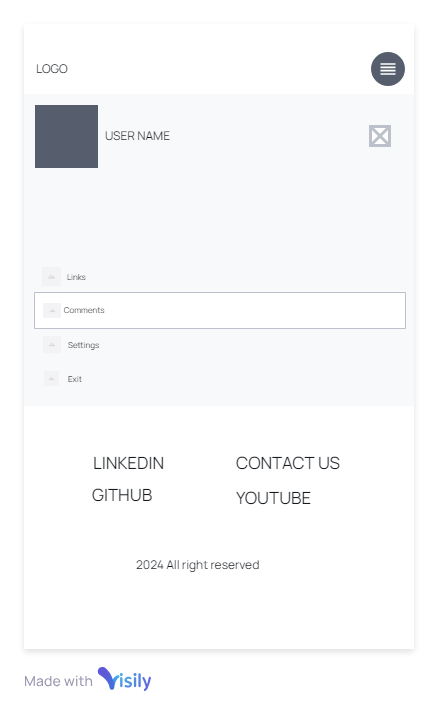 LOGO
USER NAME
Links
Comments
Settings
Exit
LINKEDIN CONTACT US
GITHUB YOUTUBE
2024 All right reserved
Made with Visily